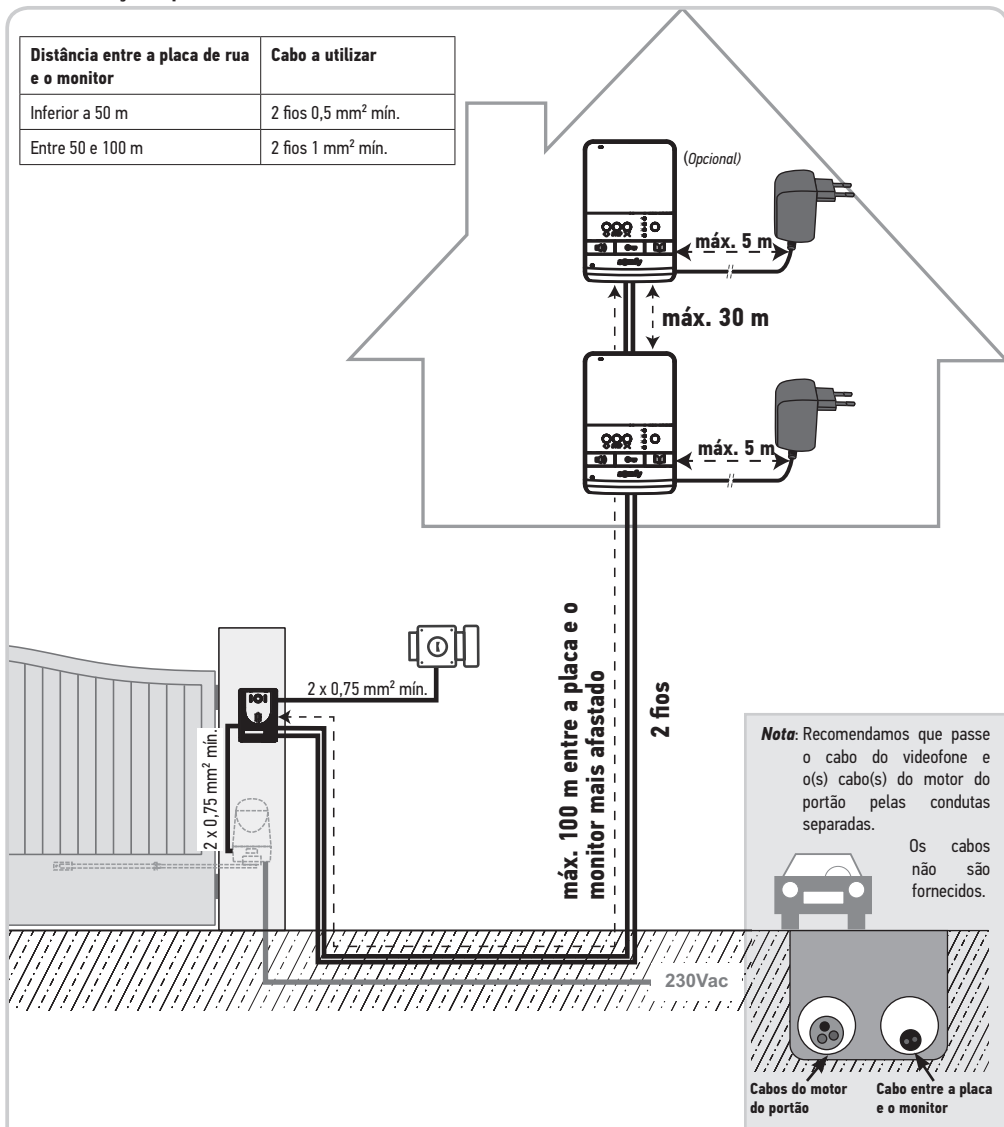 Distância entre a placa de rua
e o monitor
Cabo a utilizar
Inferior a 50 m
2 fios 0,5 mm² mín.
Entre 50 e 100 m
2 fios 1 mm² mín.
(Opcional)
máx. 5 m
máx. 30 m
somfy
máx. 5 m
somfy
máx. 100 m entre a placa e o
monitor mais afastado
2 fios
2 x 0,75 mm² mín.
2 x 0,75 mm² mín.
230Vac
Nota: Recomendamos que passe
o cabo do videofone e
o(s) cabo(s) do motor do
portão pelas condutas
separadas.
Os cabos
não são
fornecidos.
Cabos do motor
do portão
Cabo entre a placa
e o monitor